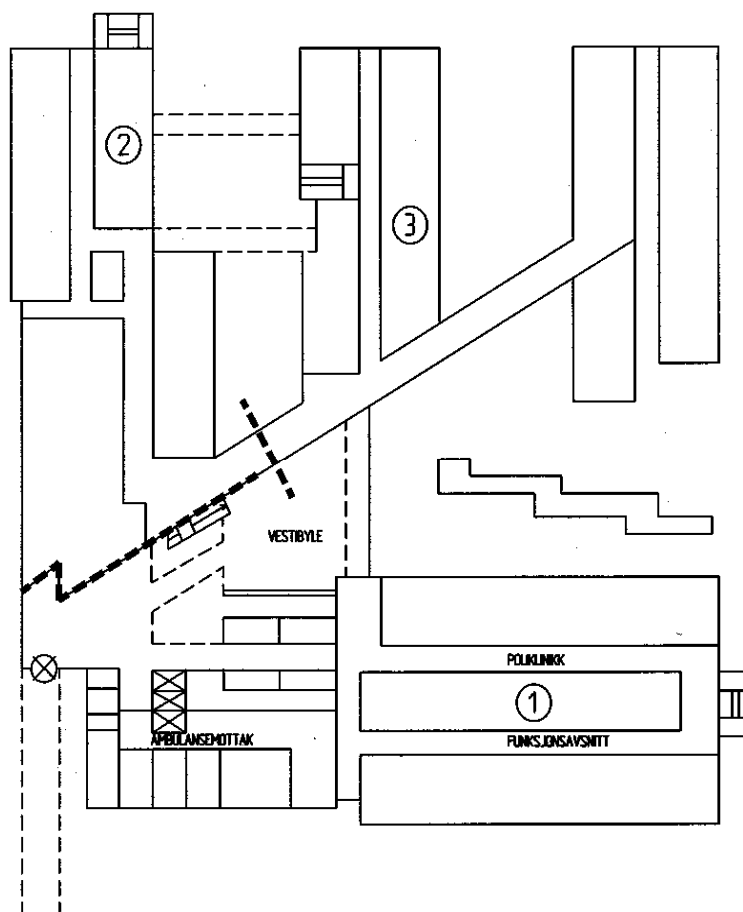 2
3
VESTIBYLE
POLIKLINIKK
1
AMBULANSEMOTTAK
FUNKSJONSAVSNITT